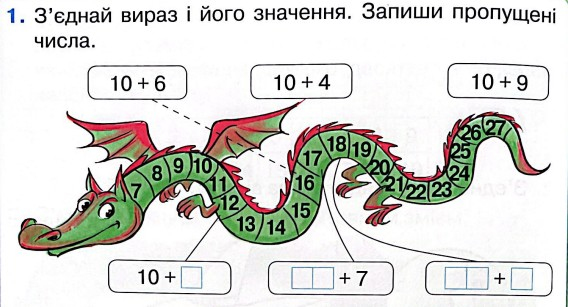 1. З’єднай вираз і його значення. Запиши пропущені
числа.
10 + 6 10 + 4 10 + 9
7 8 9 10 11 12 13 14 15 16 17 18 19 20 21 22 23 24 25 26 27
10 + □ □□ + 7 □□ + □